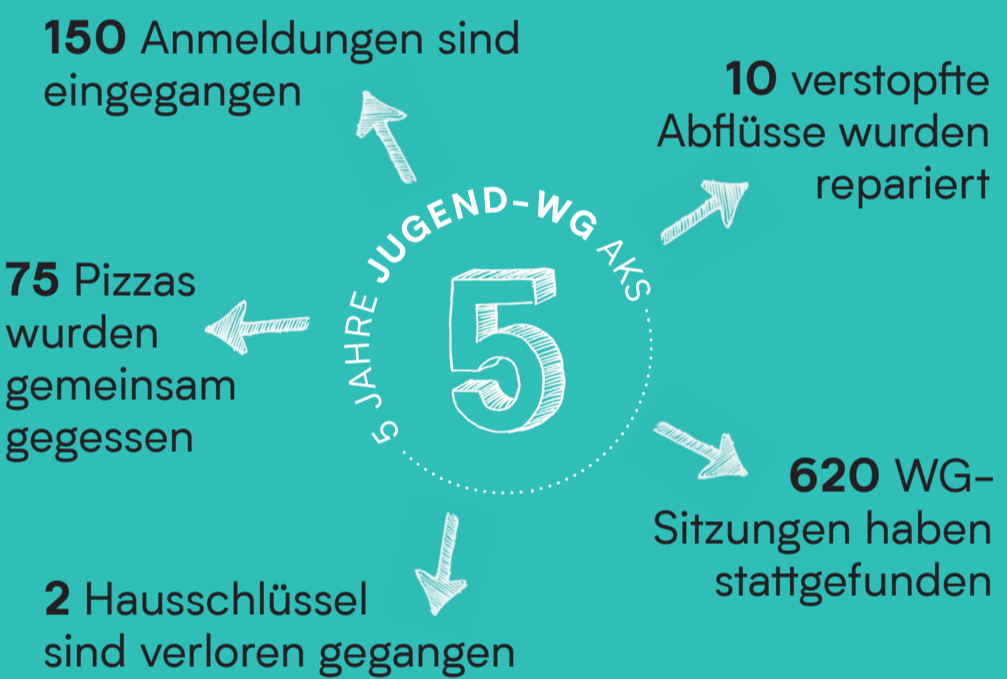 150 Anmeldungen sind
eingegangen
10 verstopfte
Abflüsse wurden
repariert
5 JAHRE JUGEND-WG AKS
5
75 Pizzas
wurden
gemeinsam
gegessen
620 WG-
Sitzungen haben
stattgefunden
2 Hausschlüssel
sind verloren gegangen